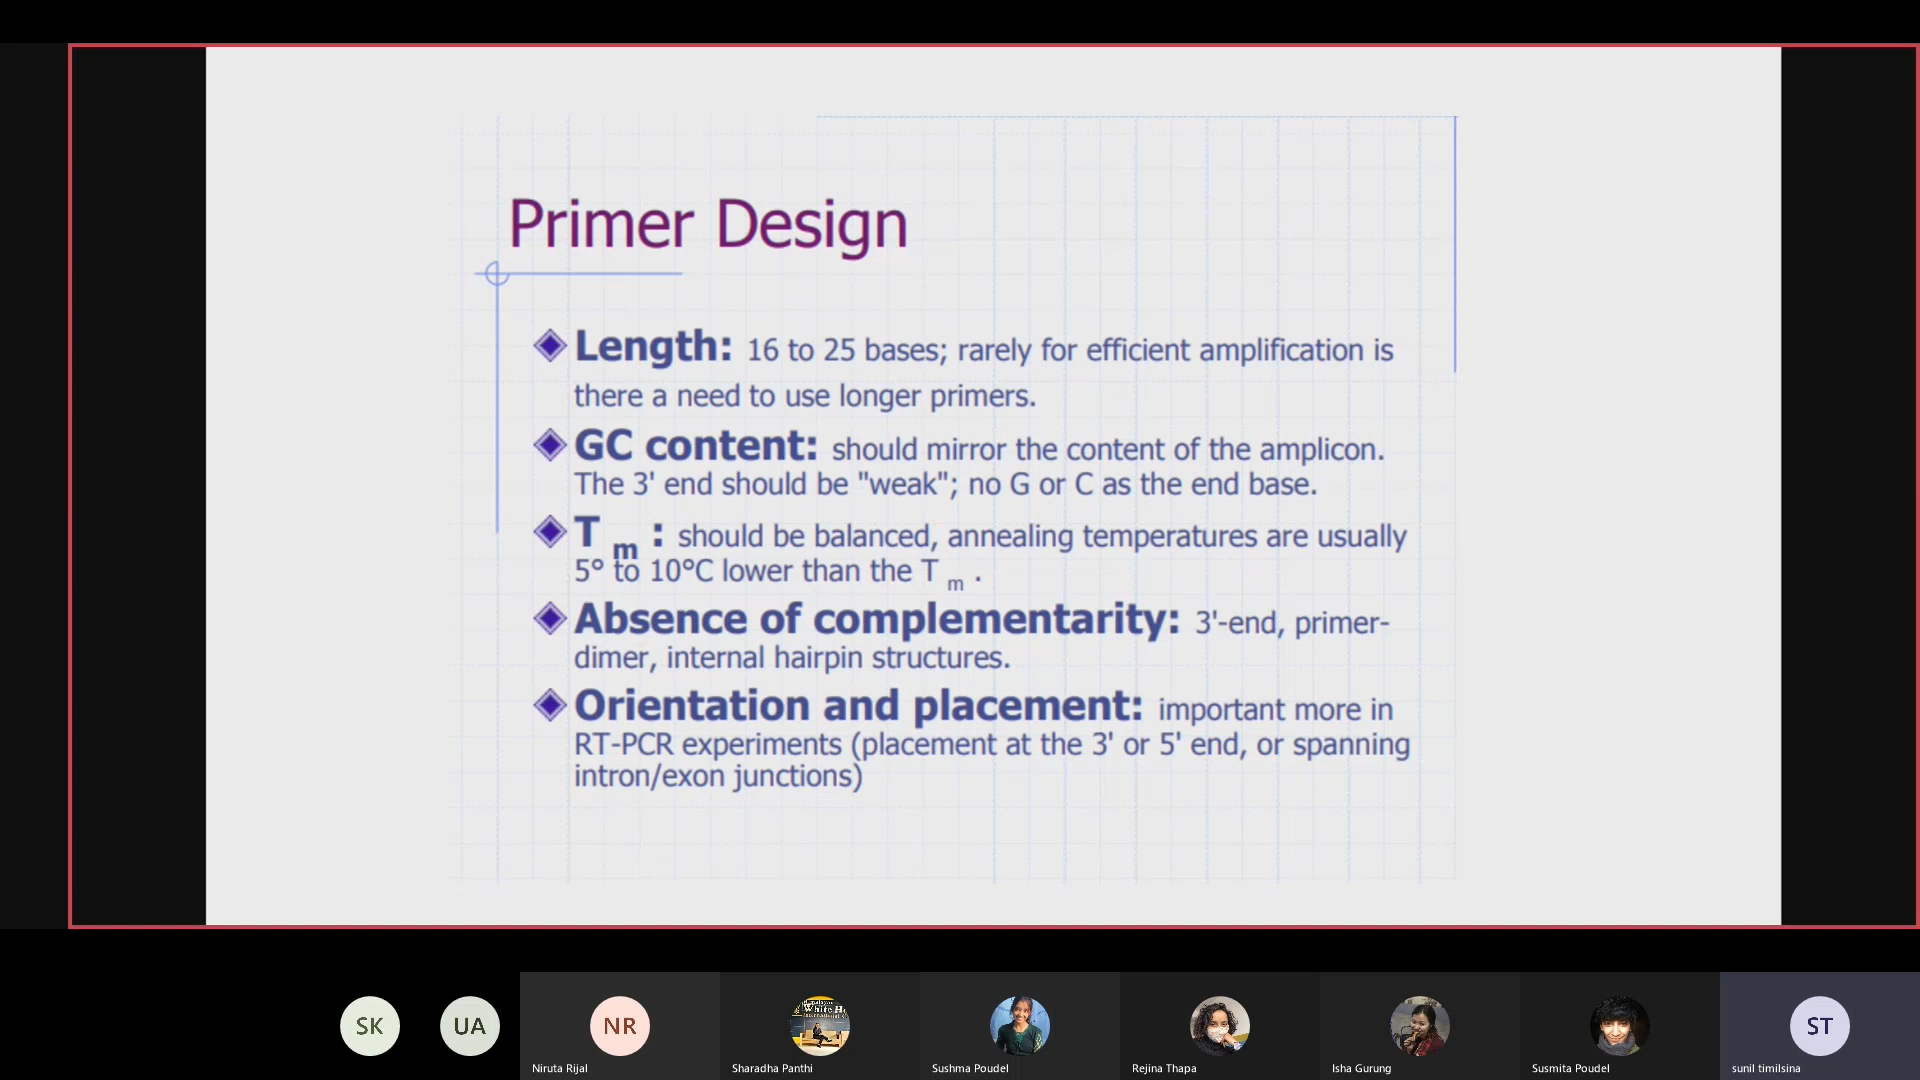 Primer Design
Length: 16 to 25 bases; rarely for efficient amplification is
there a need to use longer primers.
GC content: should mirror the content of the amplicon.
The 3' end should be "weak"; no G or C as the end base.
T m : should be balanced, annealing temperatures are usually
5° to 10°C lower than the T m .
Absence of complementarity: 3'-end, primer-
dimer, internal hairpin structures.
Orientation and placement: important more in
RT-PCR experiments (placement at the 3' or 5' end, or spanning
intron/exon junctions)
SK
UA
NR
White H
ST
Niruta Rijal
Sharadha Panthi
Sushma Poudel
Rejina Thapa
Isha Gurung
Susmita Poudel
sunil timilsina